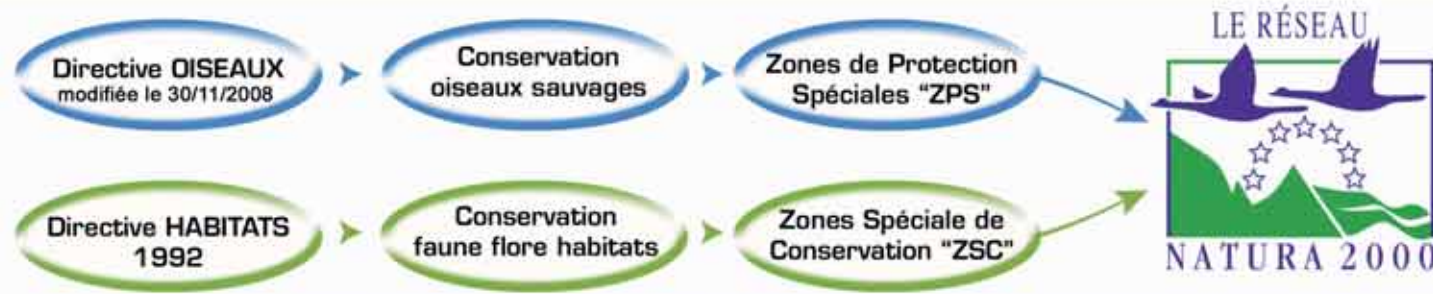 Directive OISEAUX
modifiée le 30/11/2008
Conservation
oiseaux sauvages
Zones de Protection
Spéciales “ZPS”
Directive HABITATS
1992
Conservation
faune flore habitats
Zones Spéciale de
Conservation “ZSC”
LE RÉSEAU
NATURA 2000